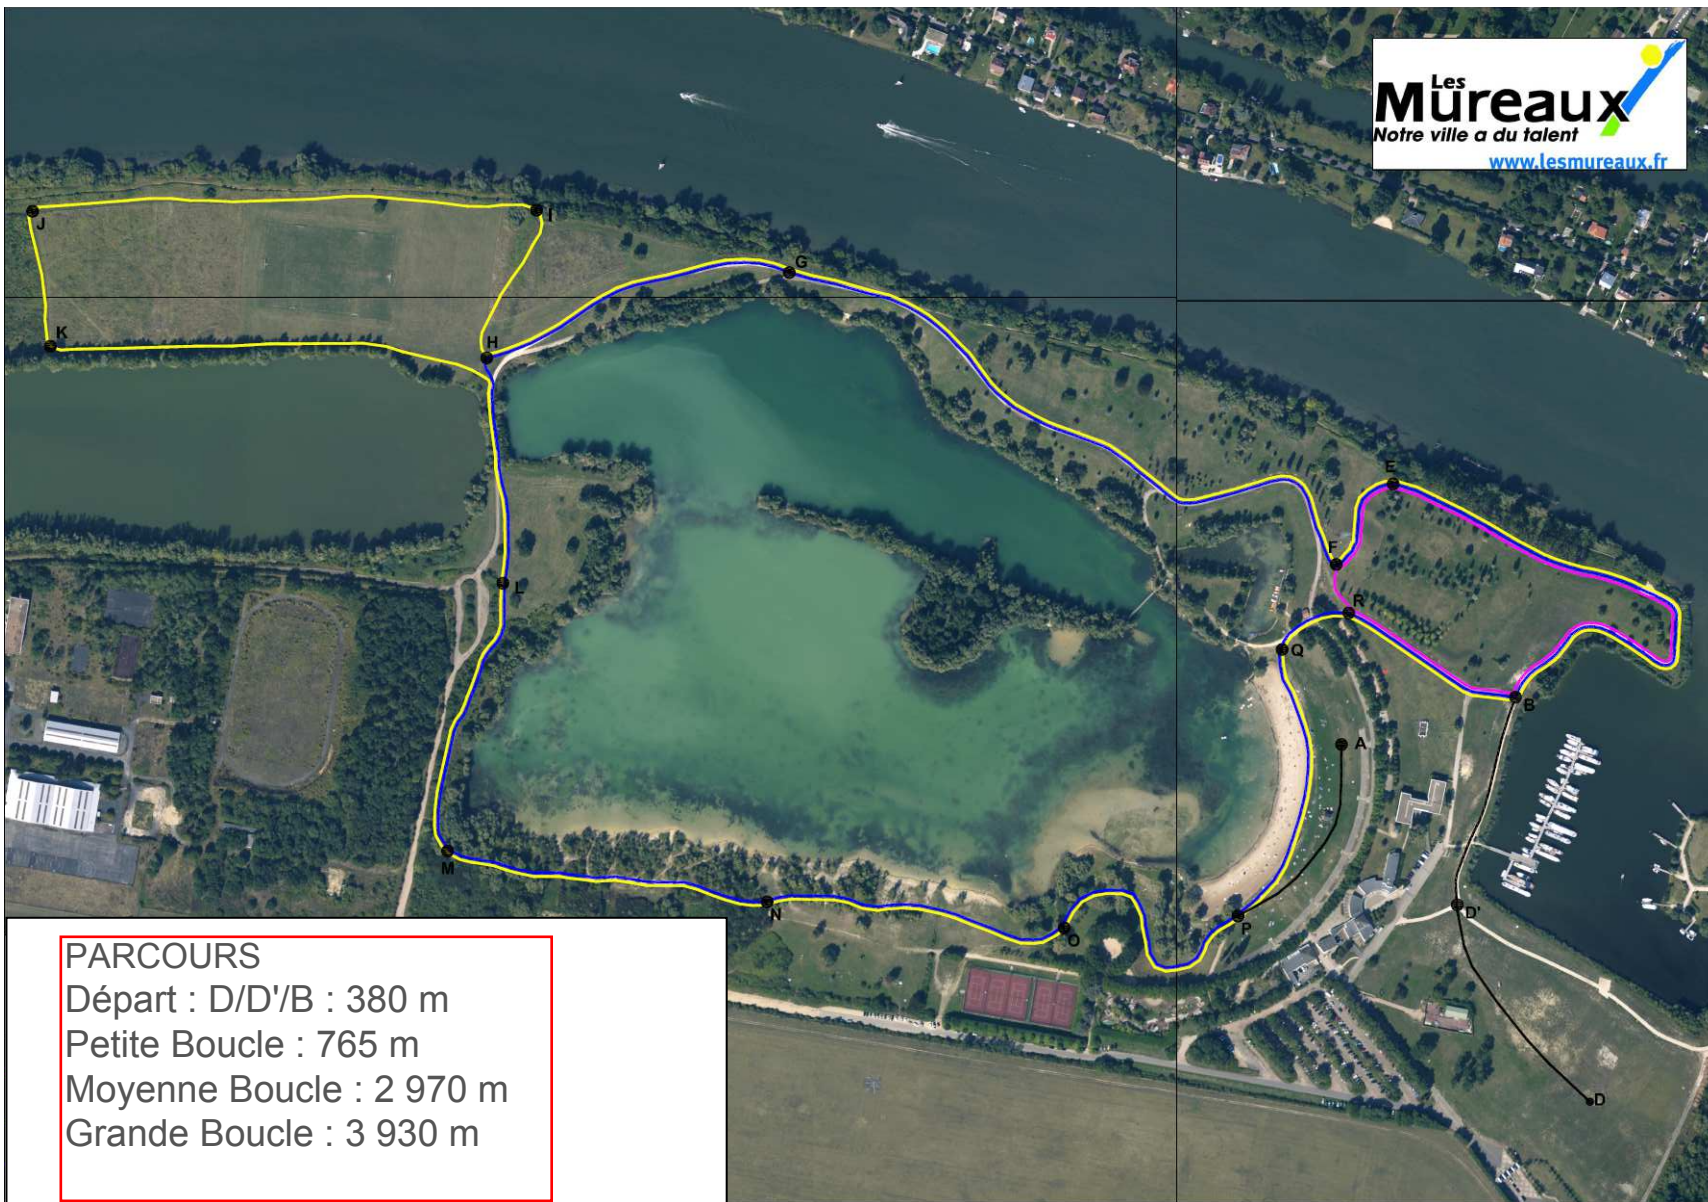 Les
Mureaux
Notre ville a du talent
www.lesmureaux.fr
J
I
G
K
H
E
F
L
R
Q
B
A
M
N
O
P
D'
D
PARCOURS
Départ : D/D'/B : 380 m
Petite Boucle : 765 m
Moyenne Boucle : 2 970 m
Grande Boucle : 3 930 m